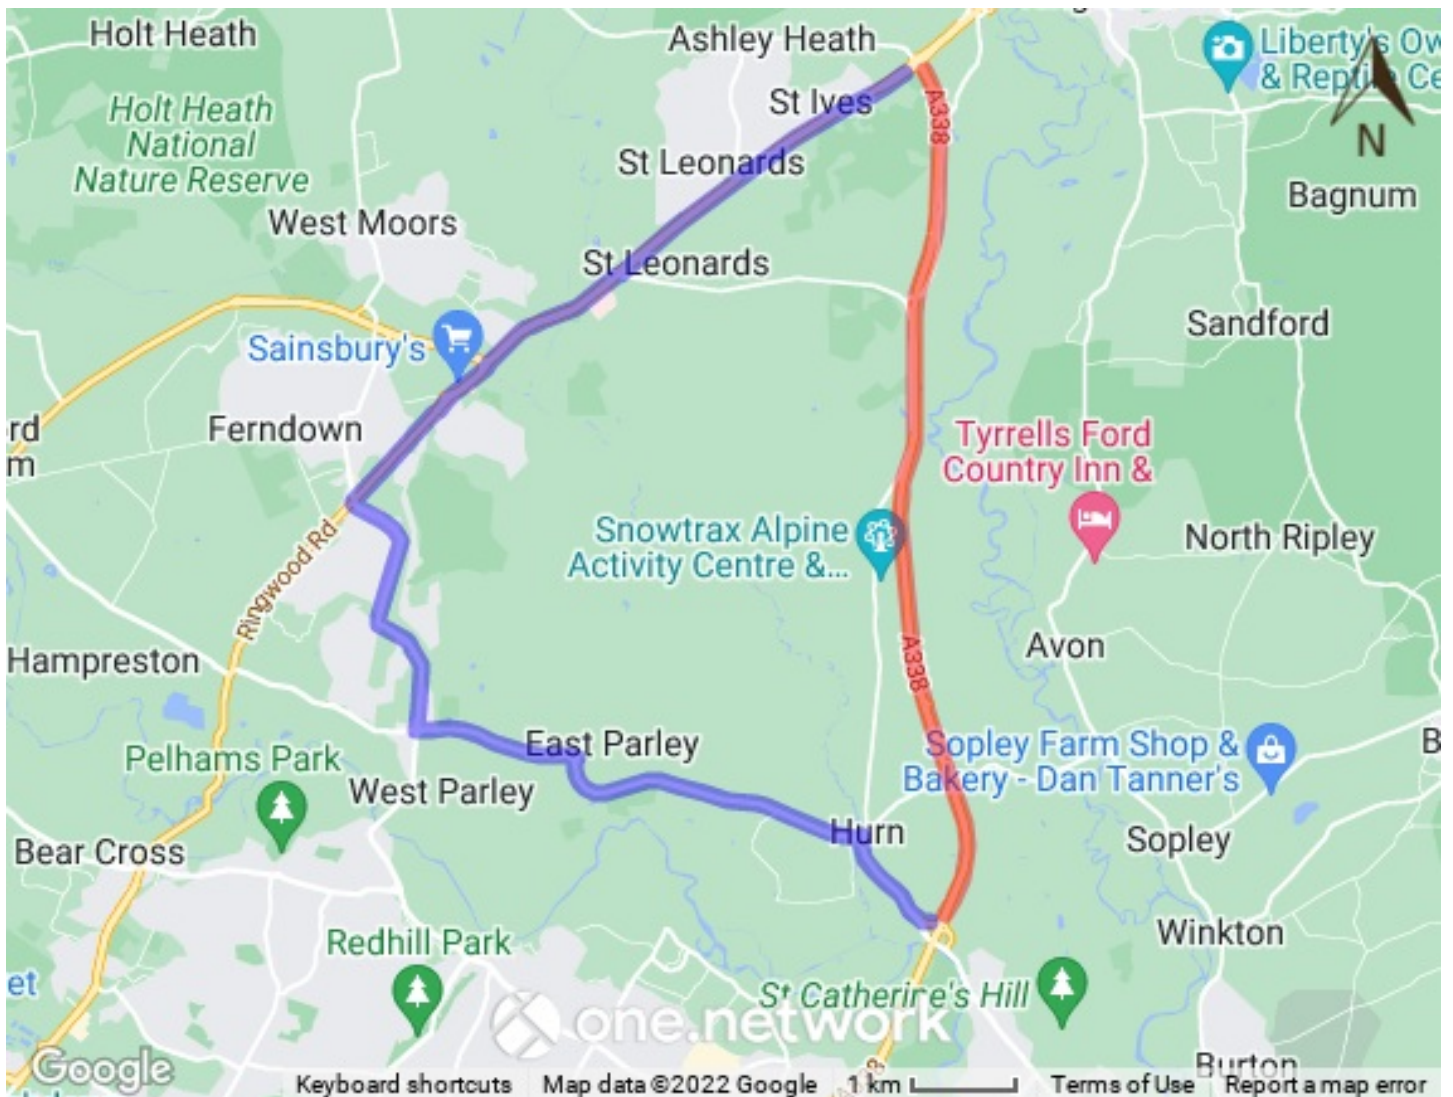 Holt Heath
Ashley Heath
Liberty's Ow
& Reptile Ce
Holt Heath
National
Nature Reserve
St Ives
A338
N
St Leonards
Bagnum
West Moors
St Leonards
Sandford
Sainsbury's
Ferndown
rd
m
Tyrrells Ford
Country Inn &
Snowtrax Alpine
Activity Centre &...
North Ripley
Ringwood Rd
Hampreston
Avon
A338
East Parley
Pelhams Park
West Parley
Sopley Farm Shop &
Bakery - Dan Tanner's
B
Hurn
Sopley
Bear Cross
Redhill Park
Winkton
et
St Catherine's Hill
one.network
Burton
Google
A338
Keyboard shortcuts
Map data ©2022 Google
1 km
Terms of Use
Report a map error